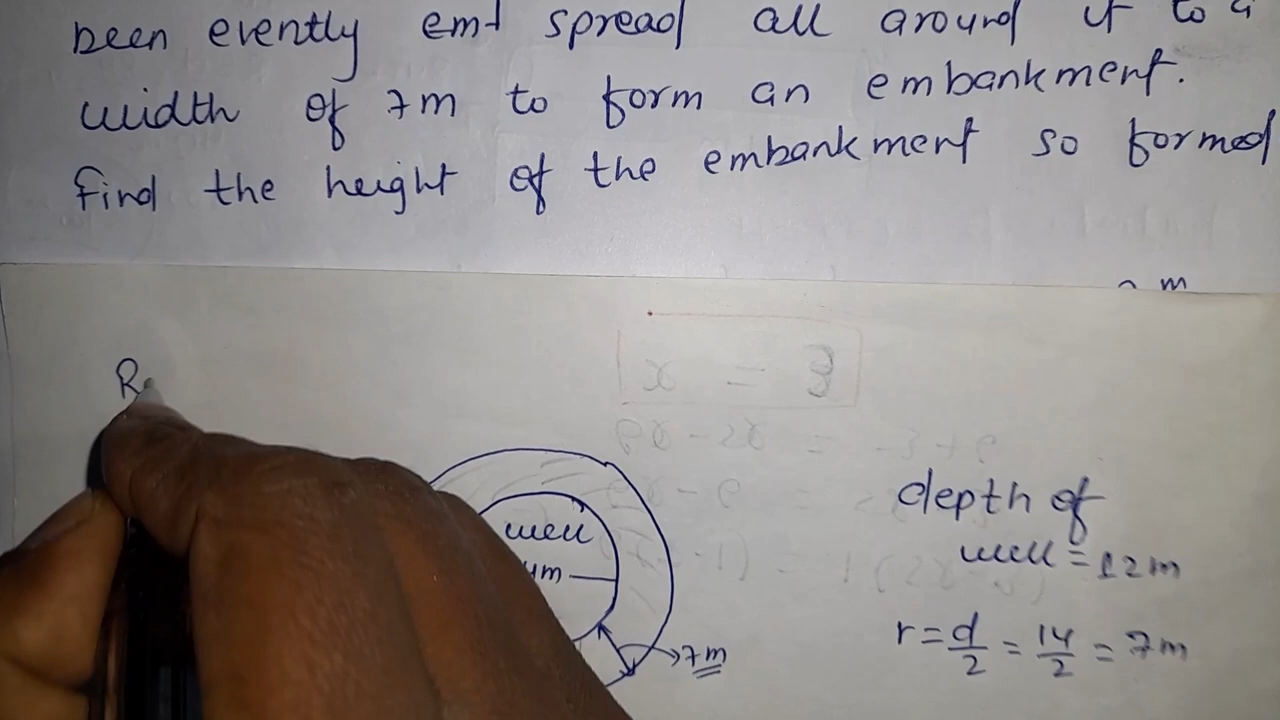 been evently emt spread all around it to a
width of 7m to form an embankment.
Find the height of the embankment so formed
m
R
x = 3
well
4m
depth of
well = 12m
r = d/2 = 14/2 = 7m
7m